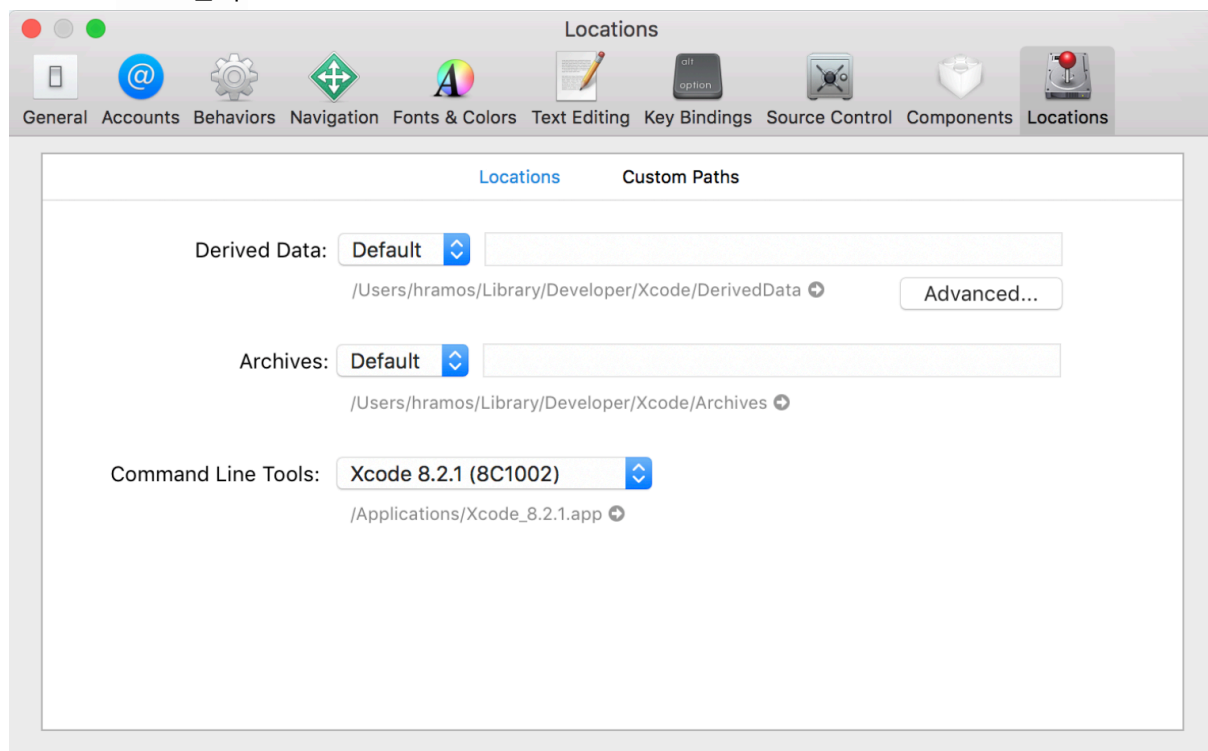 Locations
alt
option
General Accounts Behaviors Navigation Fonts & Colors Text Editing Key Bindings Source Control Components Locations
Locations Custom Paths
Derived Data: Default
/Users/hramos/Library/Developer/Xcode/DerivedData
Advanced...
Archives: Default
/Users/hramos/Library/Developer/Xcode/Archives
Command Line Tools: Xcode 8.2.1 (8C1002)
/Applications/Xcode_8.2.1.app